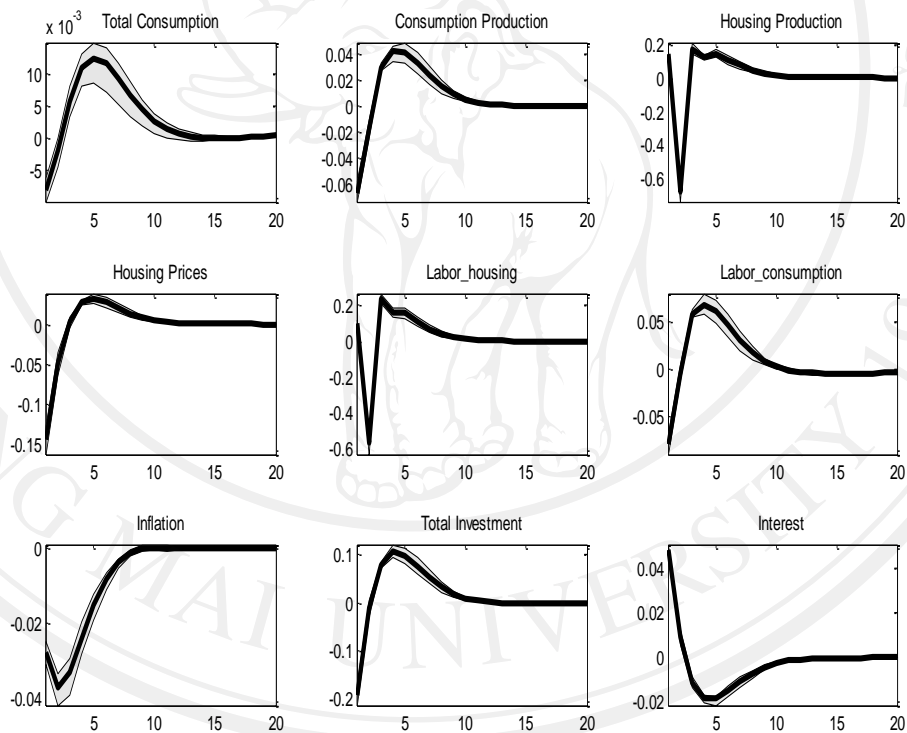 x 10-3 Total Consumption
10
5
0
-5
5 10 15 20
Consumption Production
0.04
0.02
0
-0.02
-0.04
-0.06
5 10 15 20
Housing Production
0.2
0
-0.2
-0.4
-0.6
5 10 15 20
Housing Prices
0
-0.05
-0.1
-0.15
5 10 15 20
Labor_housing
0.2
0
-0.2
-0.4
-0.6
5 10 15 20
Labor_consumption
0.05
0
-0.05
5 10 15 20
Inflation
0
-0.02
-0.04
5 10 15 20
Total Investment
0.1
0
-0.1
-0.2
5 10 15 20
Interest
0.04
0.02
0
-0.02
5 10 15 20
MAI UNIVERSITY